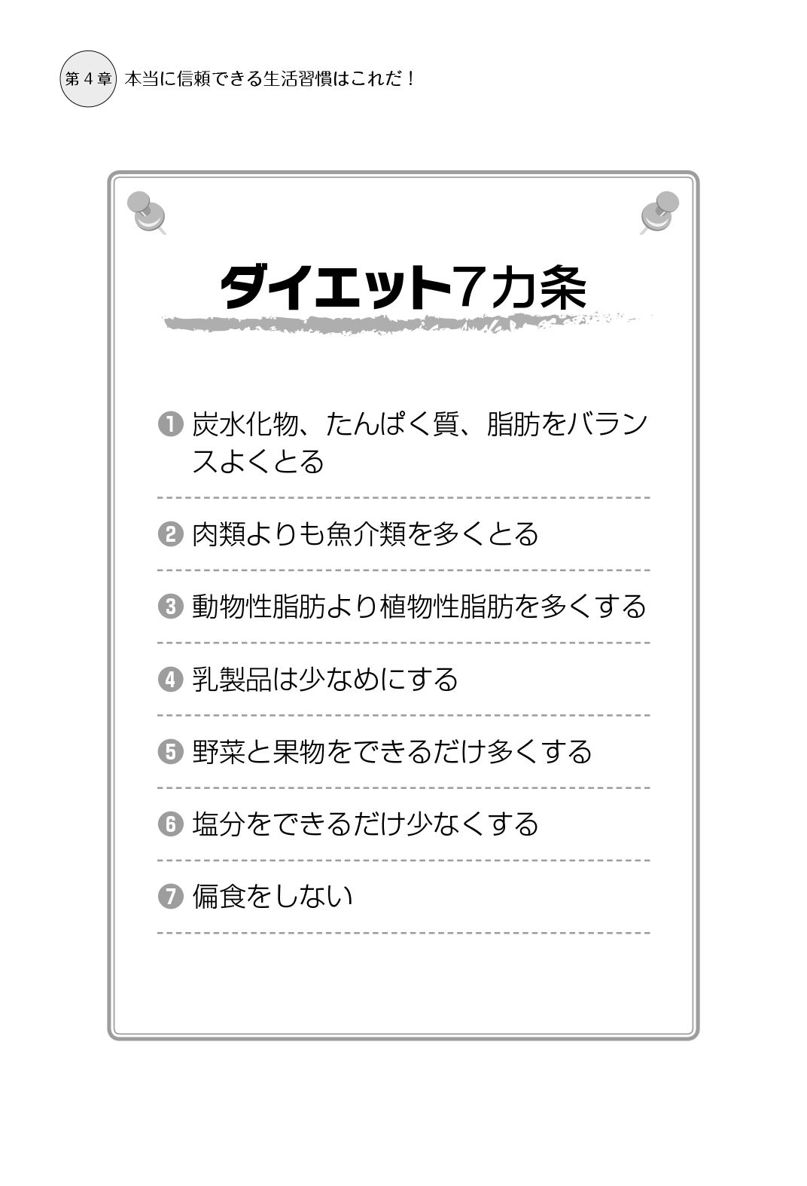 第4章 本当に信頼できる生活習慣はこれだ！
ダイエット7カ条
❶ 炭水化物、たんぱく質、脂肪をバラン
スよくとる
❷ 肉類よりも魚介類を多くとる
❸ 動物性脂肪より植物性脂肪を多くする
❹ 乳製品は少なめにする
❺ 野菜と果物をできるだけ多くする
❻ 塩分をできるだけ少なくする
❼ 偏食をしない